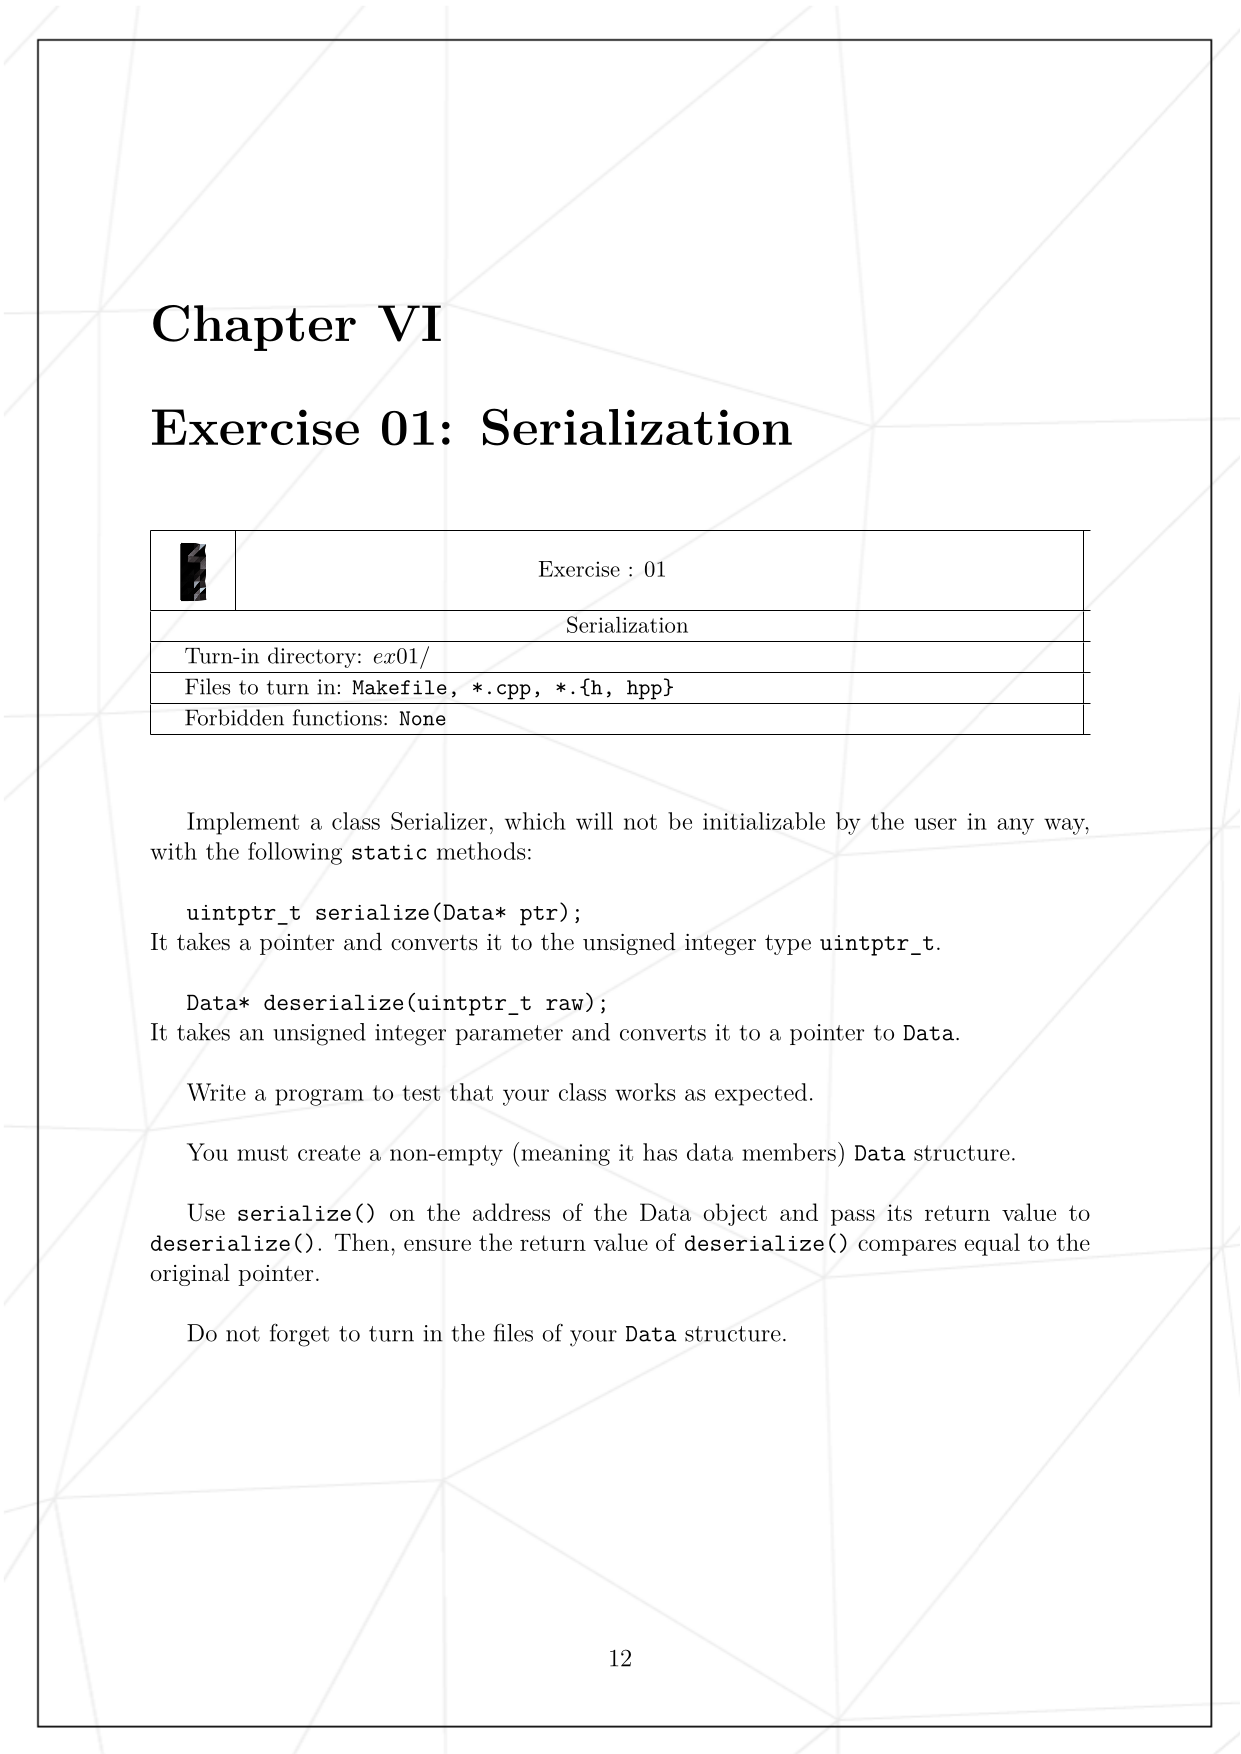 Chapter VI
Exercise 01: Serialization
Exercise : 01
Serialization
Turn-in directory: ex01/
Files to turn in: Makefile, *.cpp, *.{h, hpp}
Forbidden functions: None
Implement a class Serializer, which will not be initializable by the user in any way,
with the following static methods:
uintptr_t serialize(Data* ptr);
It takes a pointer and converts it to the unsigned integer type uintptr_t.
Data* deserialize(uintptr_t raw);
It takes an unsigned integer parameter and converts it to a pointer to Data.
Write a program to test that your class works as expected.
You must create a non-empty (meaning it has data members) Data structure.
Use serialize() on the address of the Data object and pass its return value to
deserialize(). Then, ensure the return value of deserialize() compares equal to the
original pointer.
Do not forget to turn in the files of your Data structure.
12